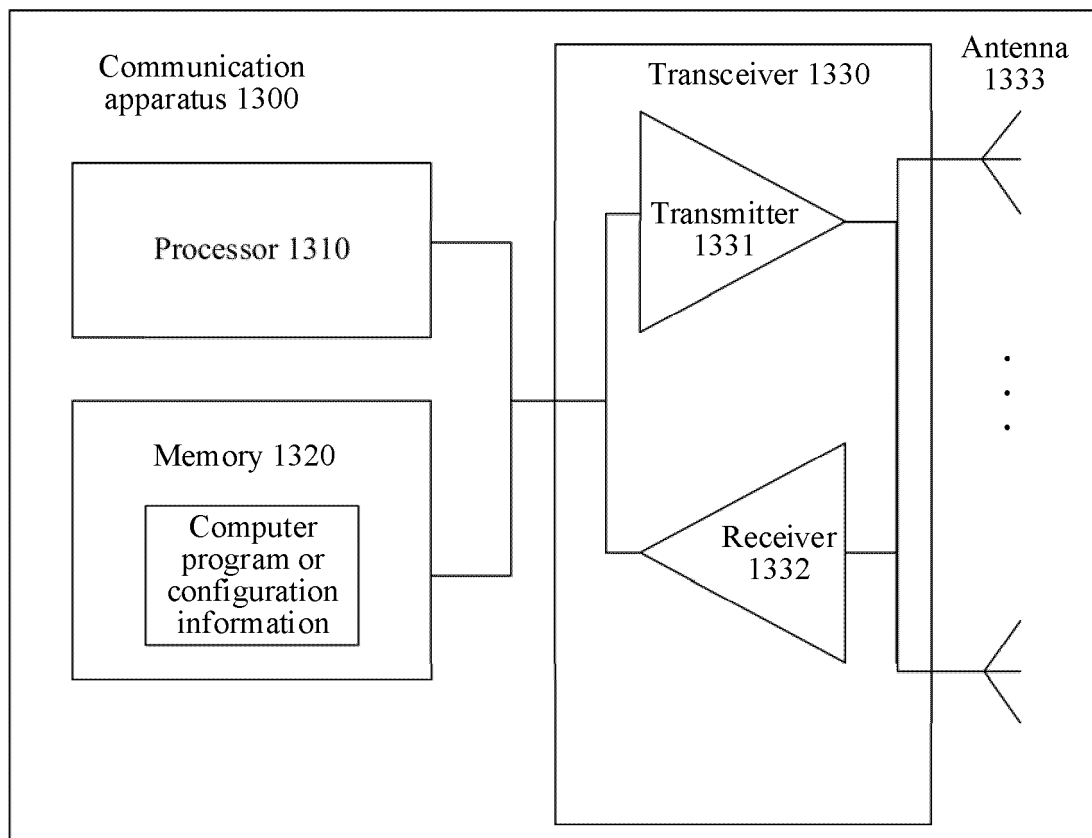 Communication
apparatus 1300
Transceiver 1330
Antenna
1333
Processor 1310
Transmitter
1331
Memory 1320
Computer
program or
configuration
information
Receiver
1332